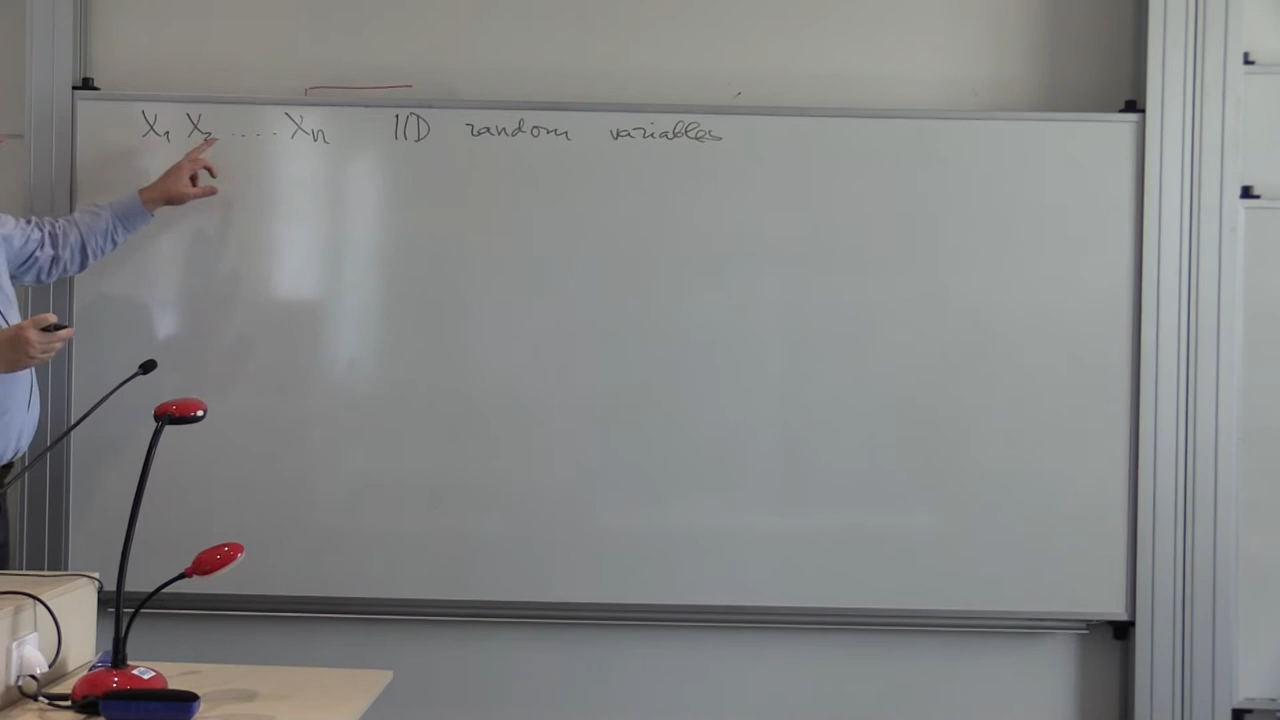 X₁ X₂ .... Xn IID random variables